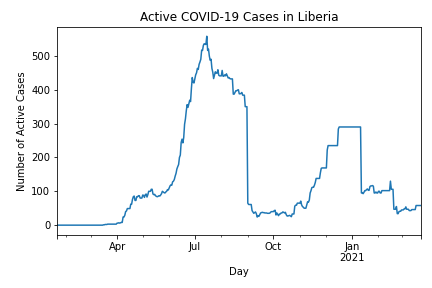 Active COVID-19 Cases in Liberia
Number of Active Cases
500
400
300
200
100
0
Apr
Jul
Oct
Jan
2021
Day